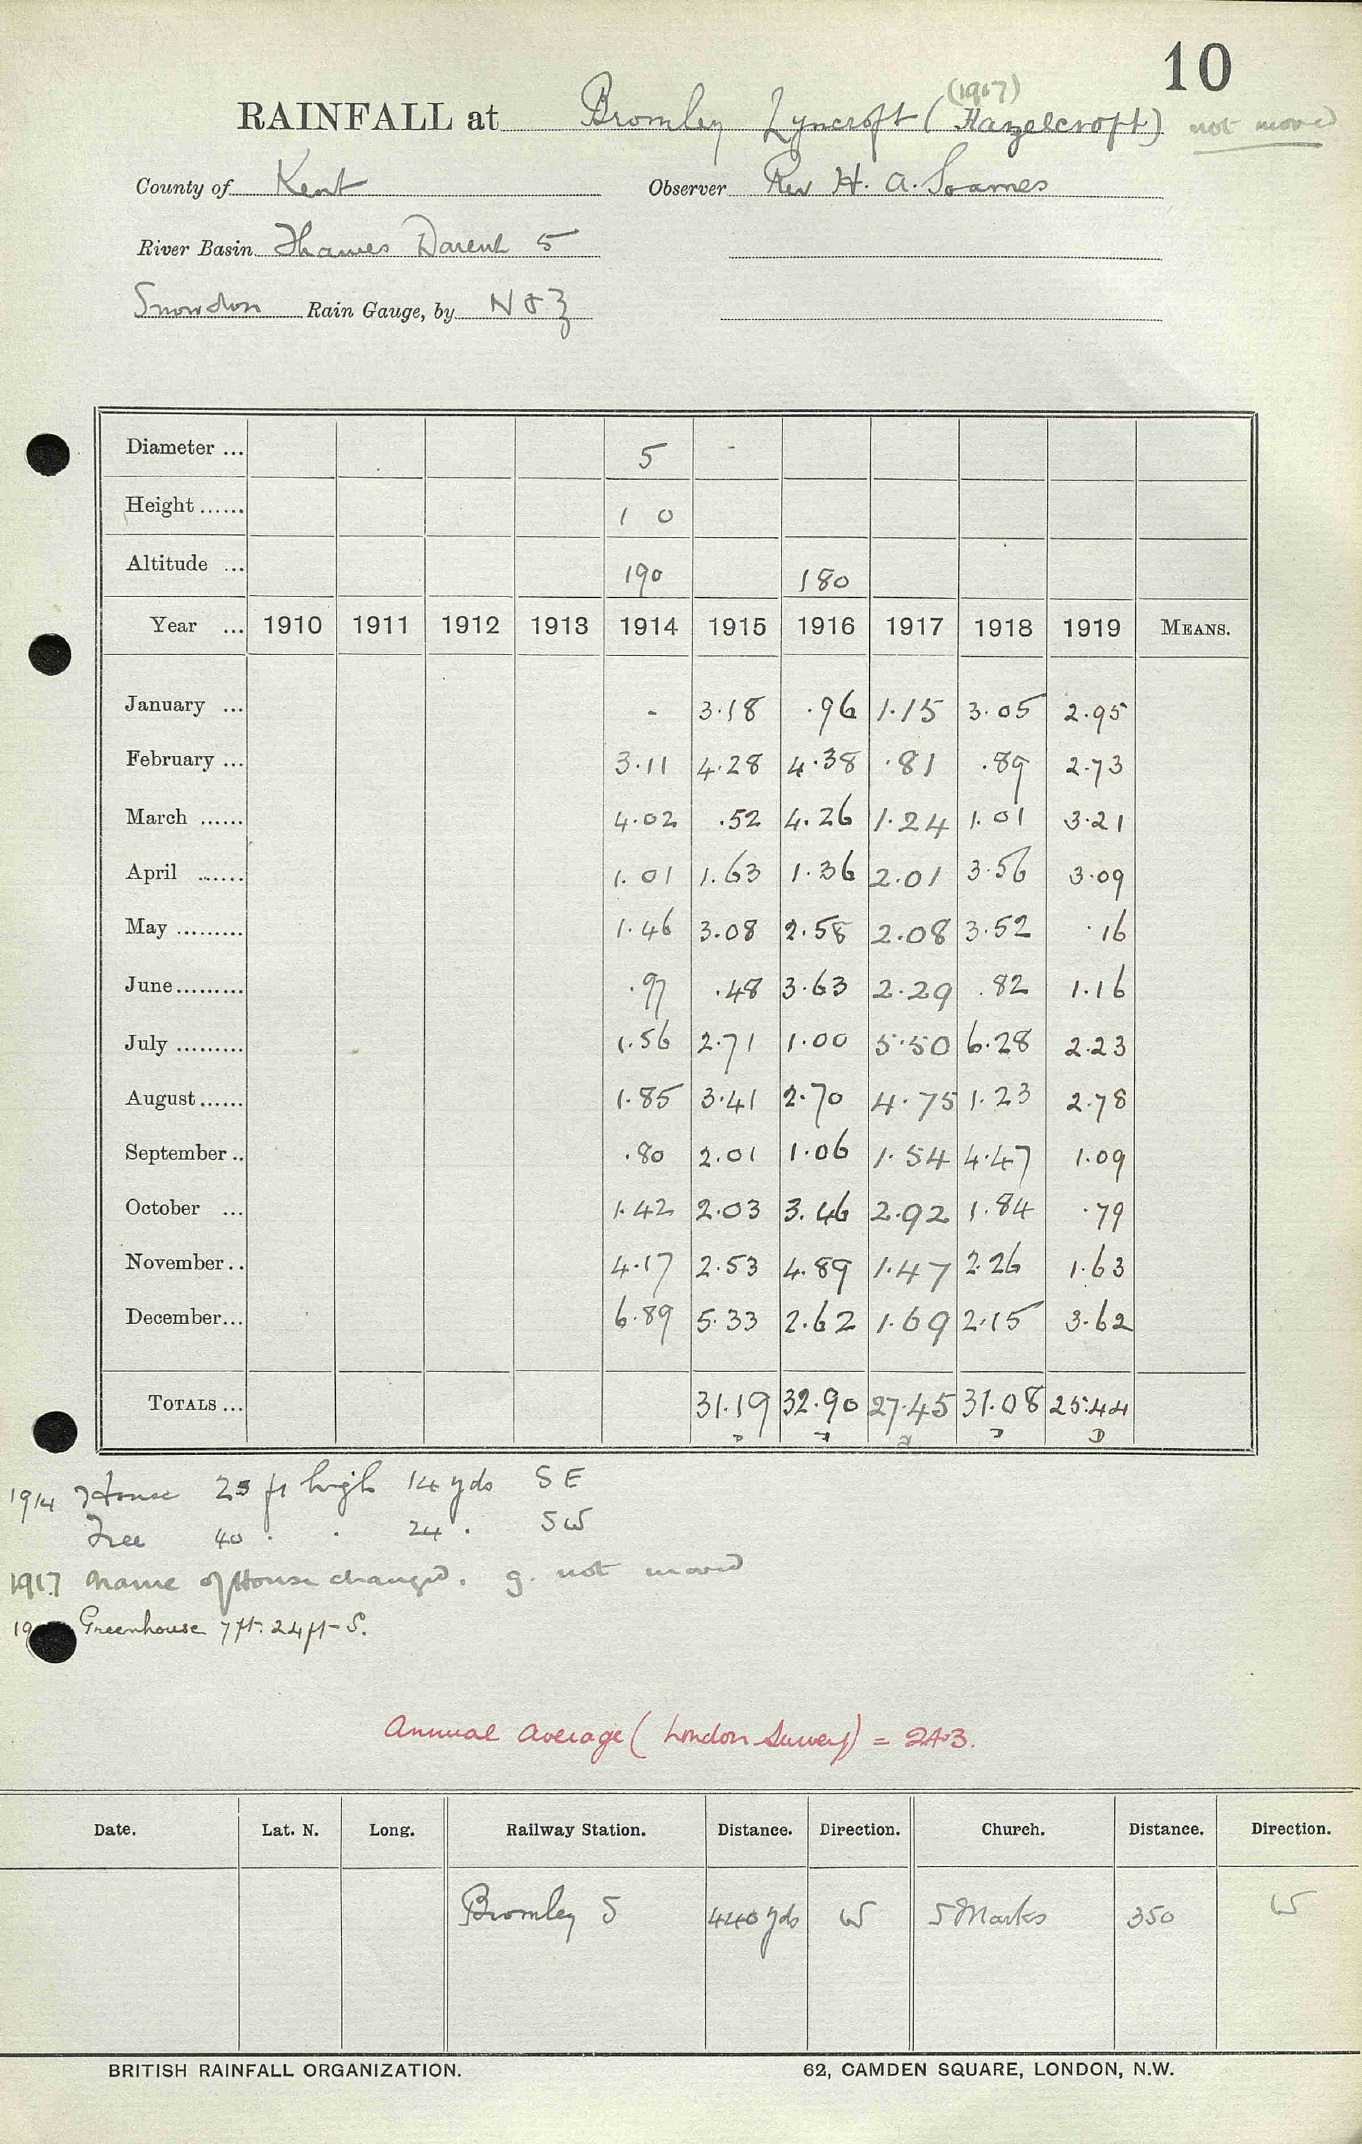 10
(1917)
RAINFALL at Bromley Lyncroft (Hazelcroft) not moved
County of Kent Observer Rev H. A. Soames
River Basin Thames Darent 5
Snowdon Rain Gauge, by N & Z
Diameter ... 5
Height ...... 1 0
Altitude ... 190 180
Year ... 1910 1911 1912 1913 1914 1915 1916 1917 1918 1919 MEANS.
January ... - 3.18 .96 1.15 3.05 2.95
February ... 3.11 4.28 4.38 .81 .89 2.73
March ...... 4.02 .52 4.26 1.24 1.01 3.21
April ...... 1.01 1.63 1.36 2.01 3.56 3.09
May ......... 1.46 3.08 2.58 2.08 3.52 .16
June......... .97 .48 3.63 2.29 .82 1.16
July ......... 1.56 2.71 1.00 5.50 6.28 2.23
August...... 1.85 3.41 2.70 4.75 1.23 2.78
September .. .80 2.01 1.06 1.54 4.47 1.09
October ... 1.42 2.03 3.46 2.92 1.84 .79
November .. 4.17 2.53 4.89 1.47 2.26 1.63
December... 6.89 5.33 2.62 1.69 2.15 3.62
TOTALS ... 31.19 32.90 27.45 31.08 25.44
1914 House 25 ft high 14 yds SE
Tree 40 . . 24 . SW
1917 Name of House changed. g. not moved
19 Greenhouse 7 ft. 24 ft - S.
Annual average (London Survey) = 24.3.
Date. Lat. N. Long. Railway Station. Distance. Direction. Church. Distance. Direction.
Bromley S 440 yds W S Marks 350 W
BRITISH RAINFALL ORGANIZATION. 62, CAMDEN SQUARE, LONDON, N.W.